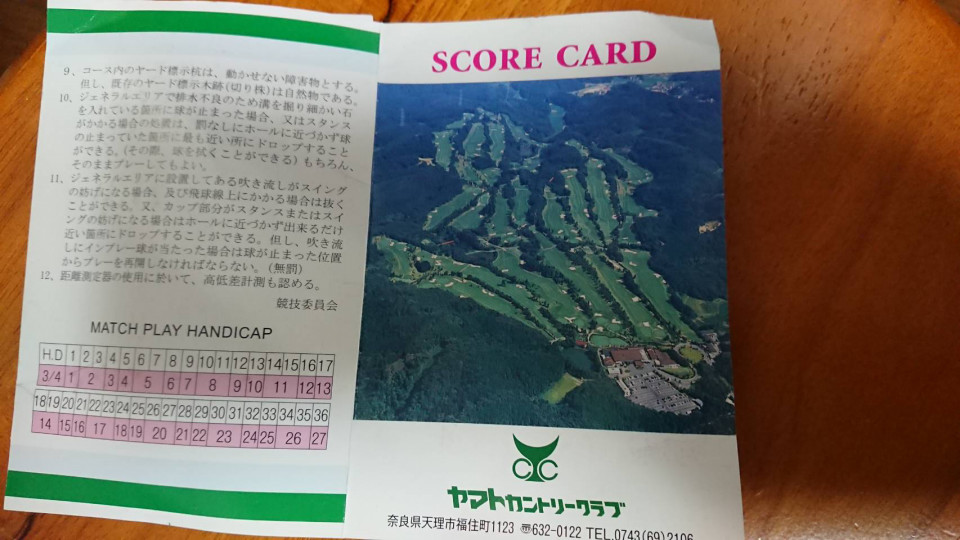 9、コース内のヤード標示杭は、動かせない障害物とする。
但し、既存のヤード標示木跡(切り株)は自然物である。
10、ジェネラルエリアで排水不良のため溝を掘り細かい石
を入れている箇所に球が止まった場合、又はスタンス
がかかる場合の処置は、罰なしにホールに近づかず球
の止まっていた箇所に最も近い所にドロップすること
ができる。(その際、球を拭くことができる)もちろん、
そのままプレーしてもよい。
11、ジェネラルエリアに設置してある吹き流しがスイング
の妨げになる場合、及び飛球線上にかかる場合は抜く
ことができる。又、カップ部分がスタンスまたはスイ
ングの妨げになる場合はホールに近づかず出来るだけ
近い箇所にドロップすることができる。但し、吹き流
しにインプレー球が当たった場合は球が止まった位置
からプレーを再開しなければならない。(無罰)
12、距離測定器の使用に於いて、高低差計測も認める。
競技委員会
MATCH PLAY HANDICAP
H.D 1 2 3 4 5 6 7 8 9 10 11 12 13 14 15 16 17
3/4 1 2 3 4 5 6 7 8 9 10 11 12 13
18 19 20 21 22 23 24 25 26 27 28 29 30 31 32 33 34 35 36
14 15 16 17 18 19 20 21 22 23 24 25 26 27
SCORE CARD
CC
ヤマトカントリークラブ
奈良県天理市福住町1123 〠632-0122 TEL.0743(69)2106